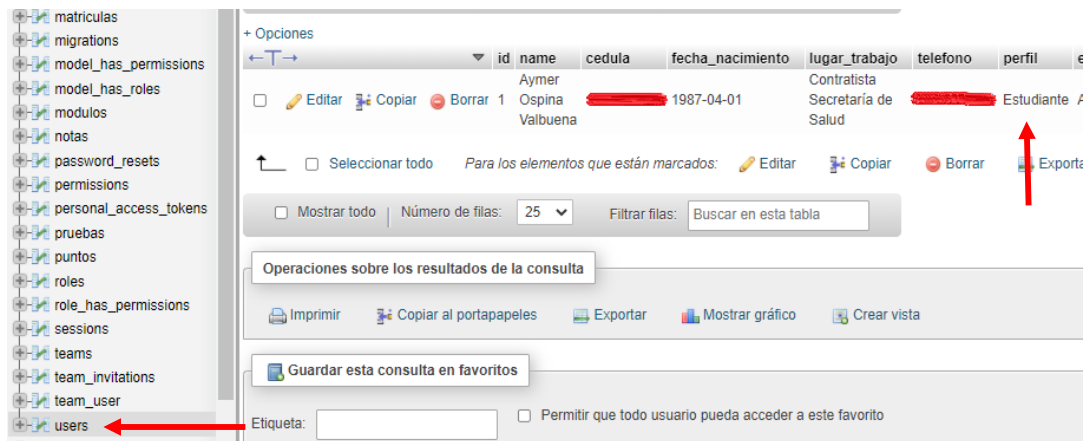 matriculas
migrations
model_has_permissions
model_has_roles
modulos
notas
password_resets
permissions
personal_access_tokens
pruebas
puntos
roles
role_has_permissions
sessions
teams
team_invitations
team_user
users
+ Opciones
←T→ id name cedula fecha_nacimiento lugar_trabajo telefono perfil e
Editar Copiar Borrar 1 Aymer Ospina Valbuena 1987-04-01 Contratista Secretaría de Salud Estudiante A
Seleccionar todo Para los elementos que están marcados: Editar Copiar Borrar Exporta
Mostrar todo Número de filas: 25 Filtrar filas: Buscar en esta tabla
Operaciones sobre los resultados de la consulta
Imprimir Copiar al portapapeles Exportar Mostrar gráfico Crear vista
Guardar esta consulta en favoritos
Etiqueta: Permitir que todo usuario pueda acceder a este favorito